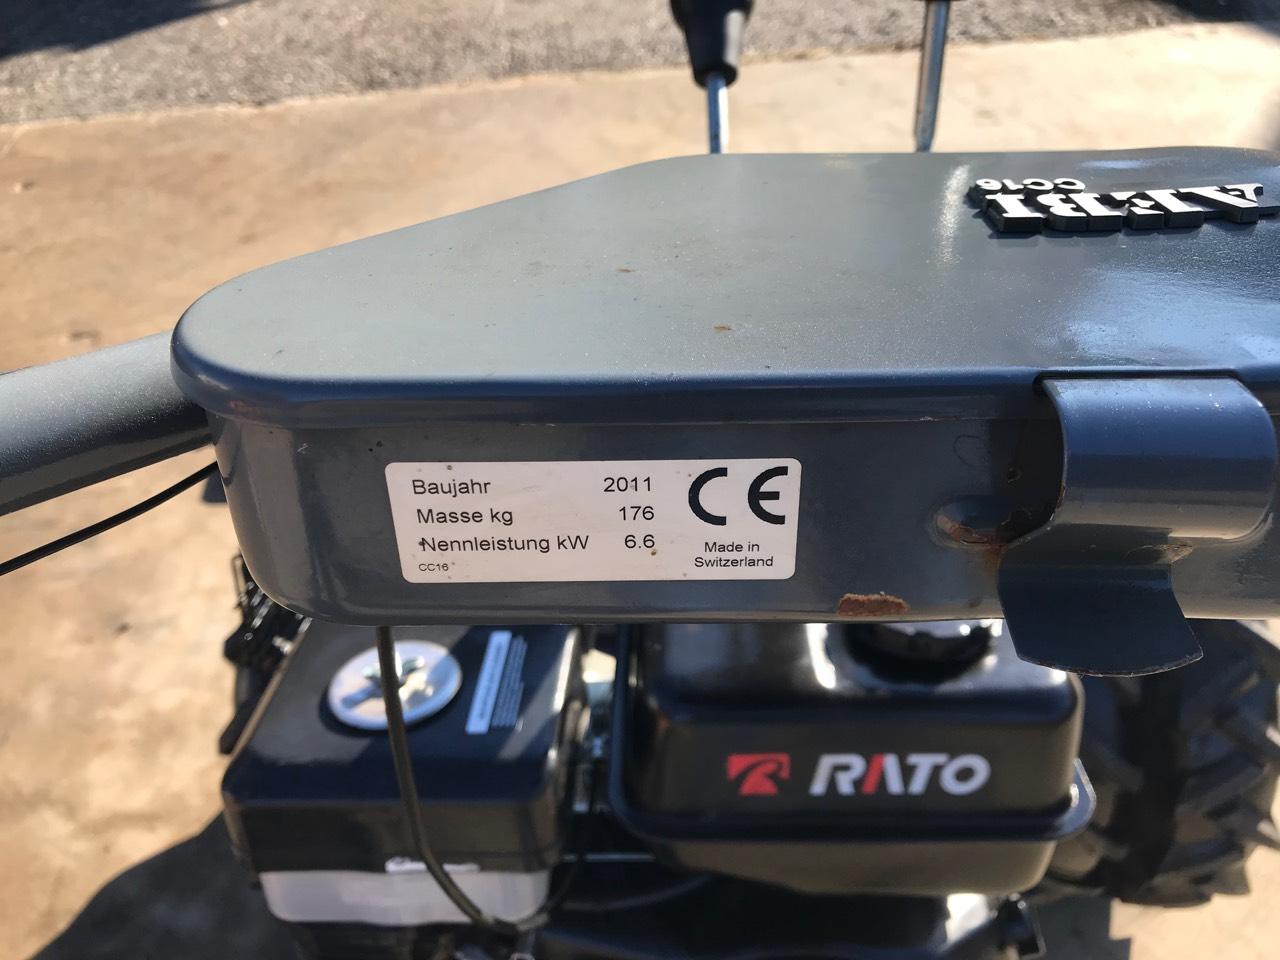 AEBI
CC16
Baujahr 2011
Masse kg 176
Nennleistung kW 6.6
CC16
CE
Made in
Switzerland
RATO